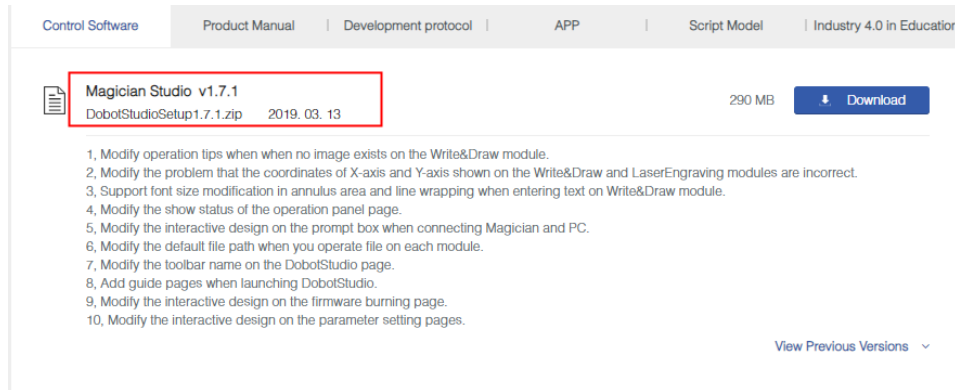 Control Software Product Manual Development protocol APP Script Model Industry 4.0 in Education
Magician Studio v1.7.1
DobotStudioSetup1.7.1.zip 2019. 03. 13
290 MB Download
1, Modify operation tips when when no image exists on the Write&Draw module.
2, Modify the problem that the coordinates of X-axis and Y-axis shown on the Write&Draw and LaserEngraving modules are incorrect.
3, Support font size modification in annulus area and line wrapping when entering text on Write&Draw module.
4, Modify the show status of the operation panel page.
5, Modify the interactive design on the prompt box when connecting Magician and PC.
6, Modify the default file path when you operate file on each module.
7, Modify the toolbar name on the DobotStudio page.
8, Add guide pages when launching DobotStudio.
9, Modify the interactive design on the firmware burning page.
10, Modify the interactive design on the parameter setting pages.
View Previous Versions